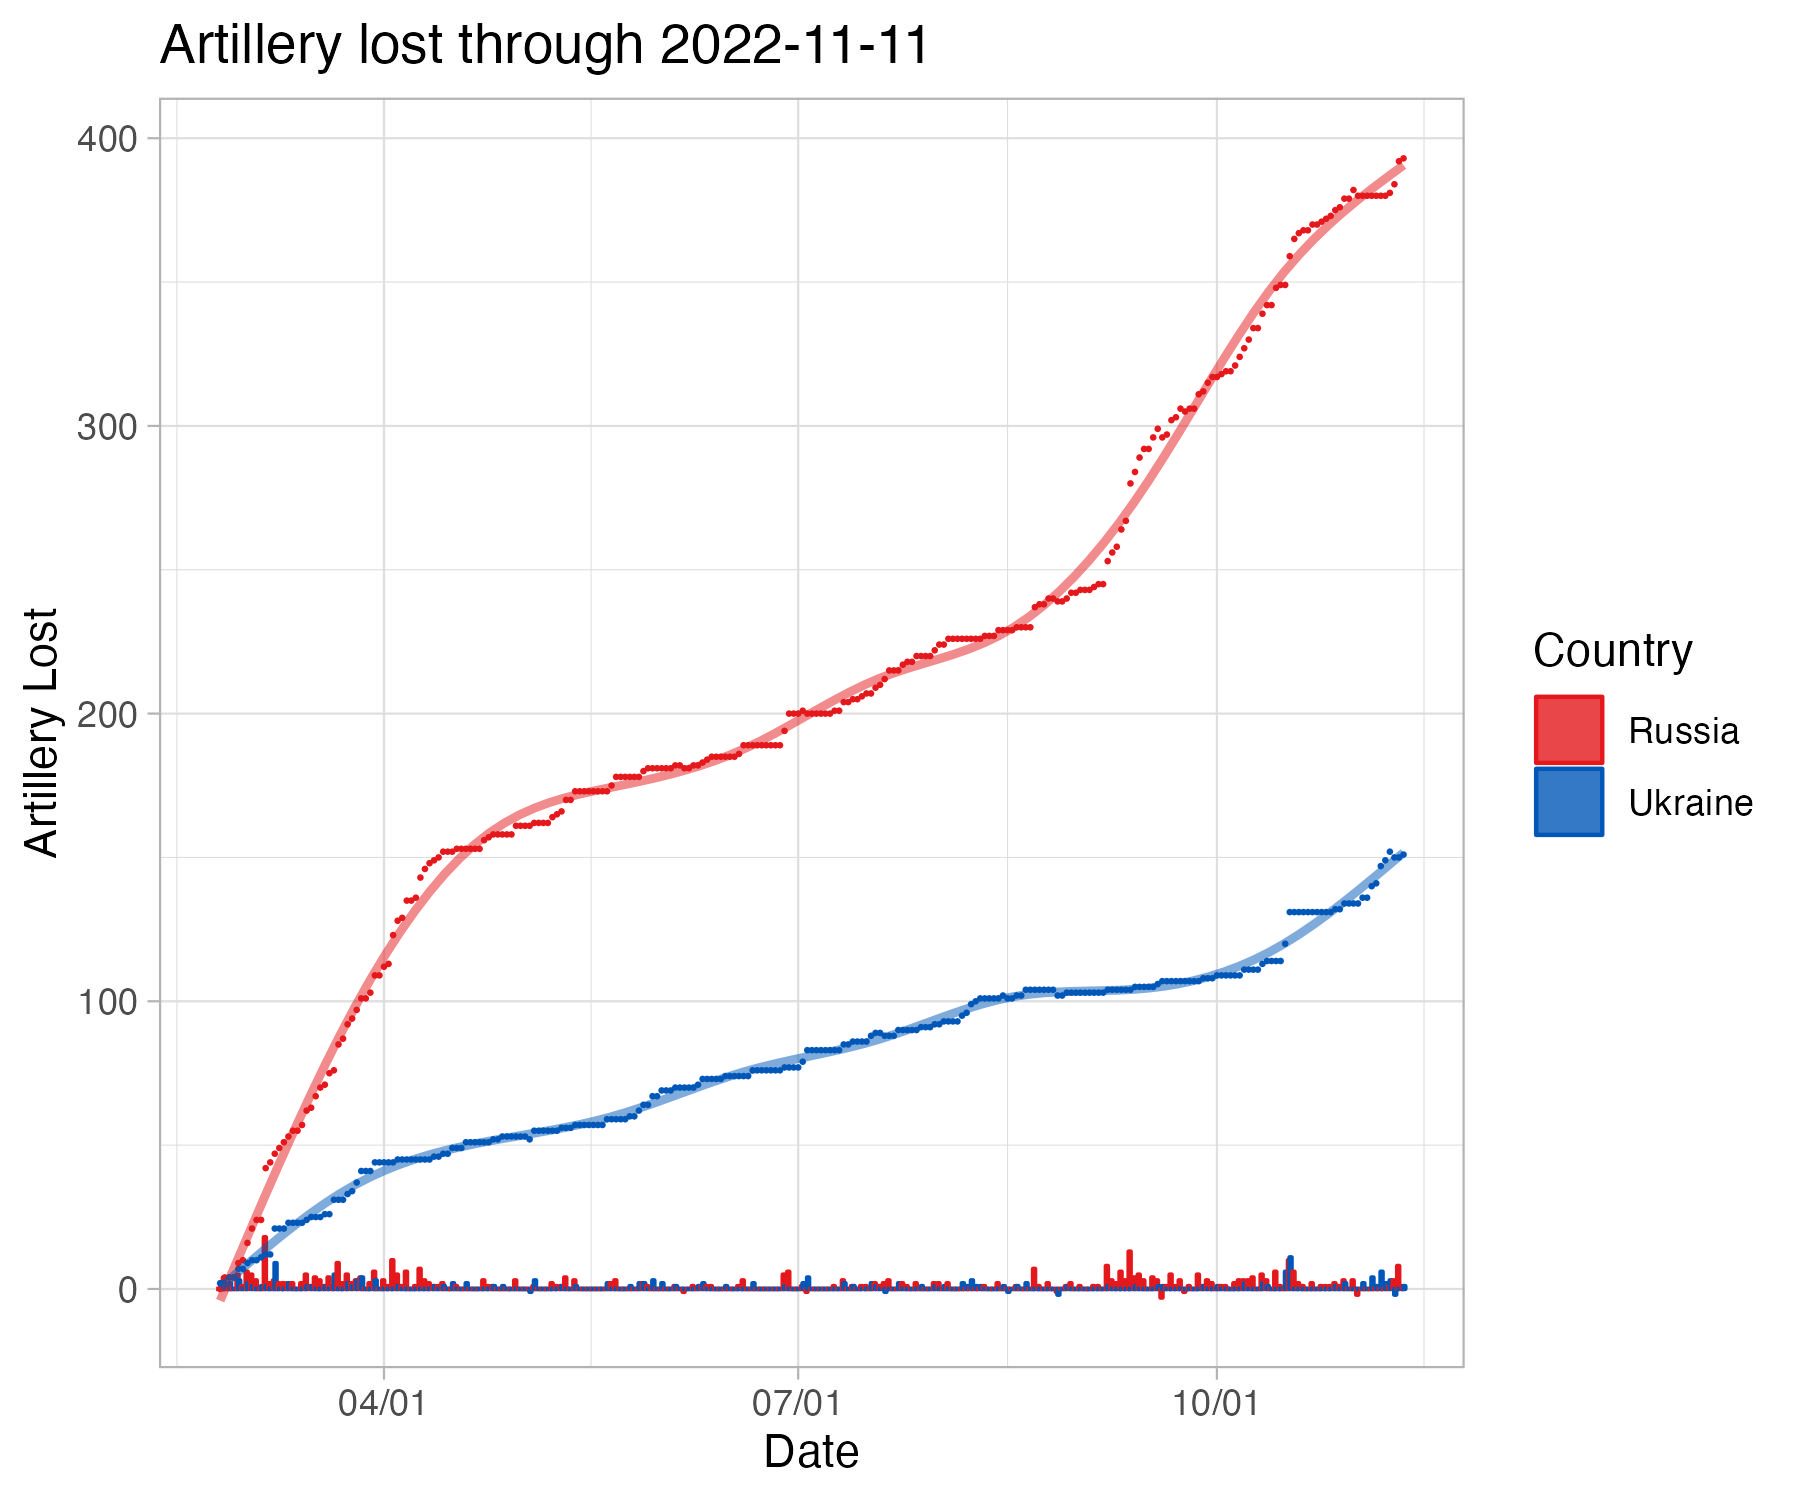 Artillery lost through 2022-11-11
400
300
200
100
0
Artillery Lost
04/01
07/01
10/01
Date
Country
Russia
Ukraine